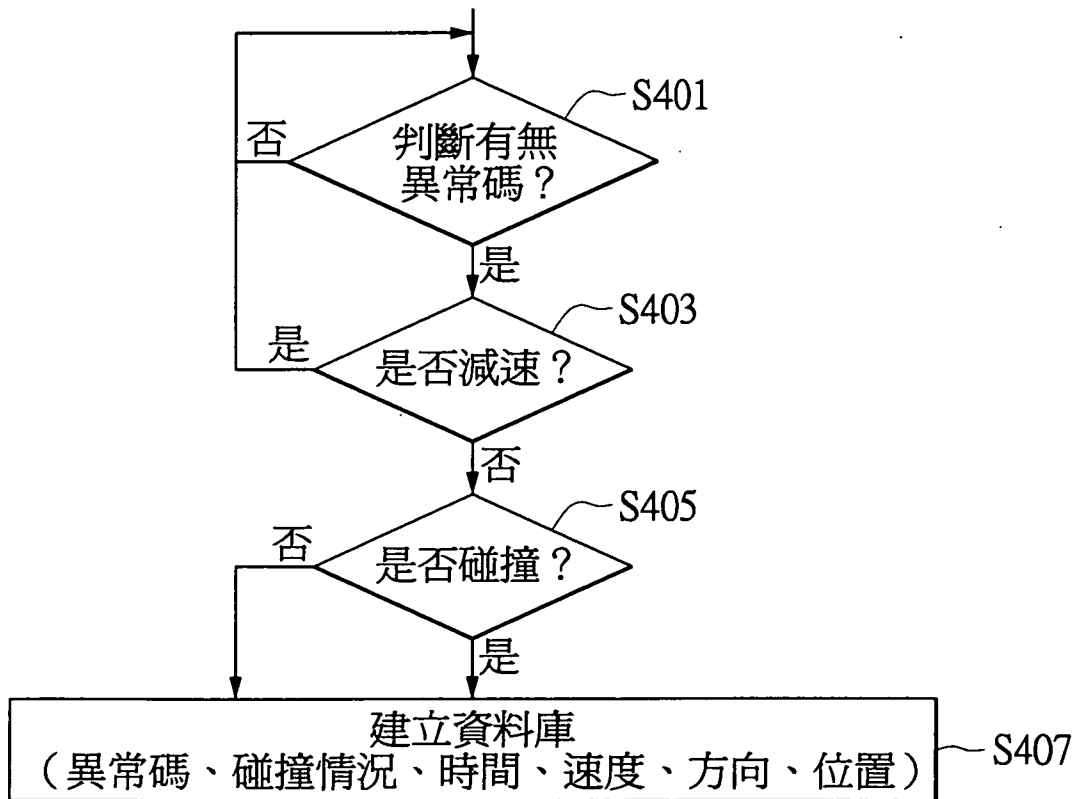 S401
判斷有無
異常碼？
否
是
S403
是否減速？
是
否
S405
是否碰撞？
否
是
建立資料庫
（異常碼、碰撞情況、時間、速度、方向、位置）
S407